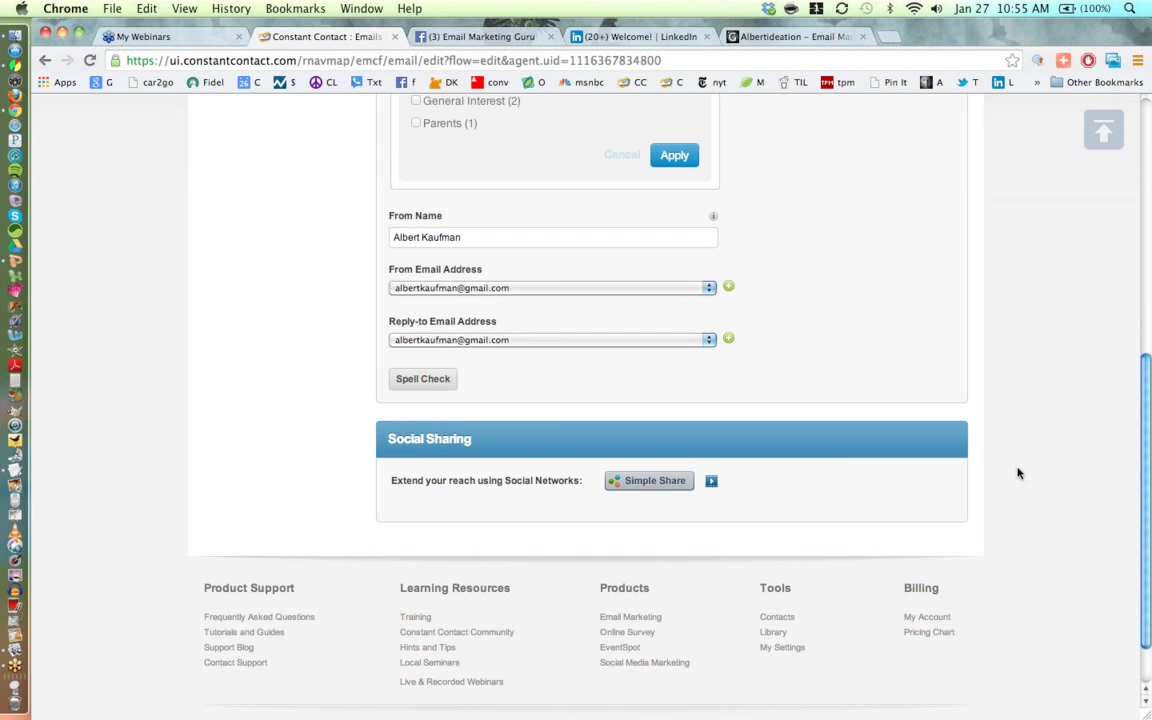 Chrome File Edit View History Bookmarks Window Help Jan 27 10:55 AM (100%)
My Webinars Constant Contact : Emails (3) Email Marketing Guru (20+) Welcome! | LinkedIn Albertideation – Email Ma
https://ui.constantcontact.com/rnavmap/emcf/email/edit?flow=edit&agent.uid=1116367834800
Apps G car2go Fidel 26 C $ CL Txt f DK conv O msnbc CC C nyt M TIL tpm Pin It A T L » Other Bookmarks
General Interest (2)
Parents (1)
Cancel Apply
From Name
Albert Kaufman
From Email Address
albertkaufman@gmail.com
Reply-to Email Address
albertkaufman@gmail.com
Spell Check
Social Sharing
Extend your reach using Social Networks: Simple Share
Product Support Learning Resources Products Tools Billing
Frequently Asked Questions Training Email Marketing Contacts My Account
Tutorials and Guides Constant Contact Community Online Survey Library Pricing Chart
Support Blog Hints and Tips EventSpot My Settings
Contact Support Local Seminars Social Media Marketing
Live & Recorded Webinars